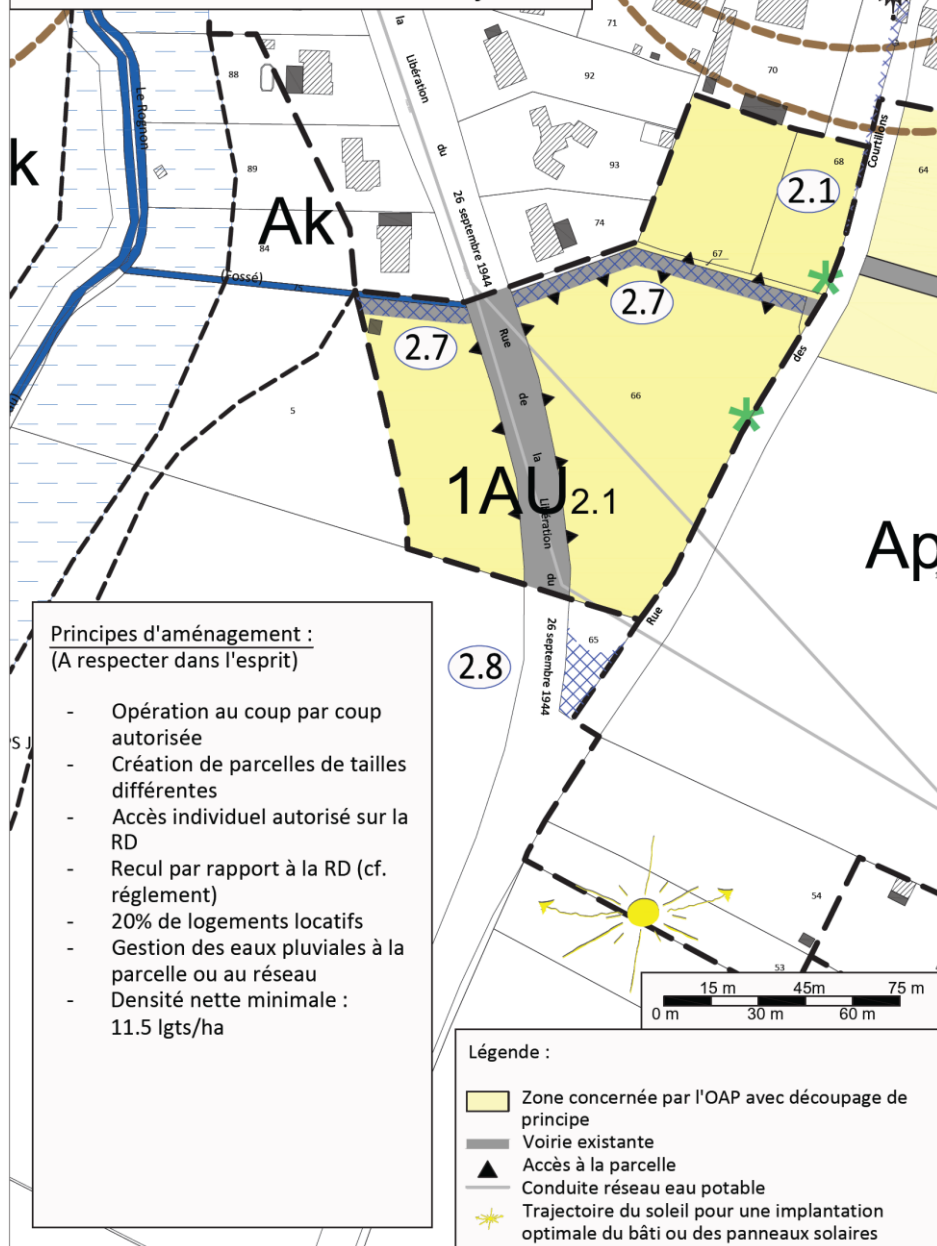 71
70
92
88
la
Libération
du
26 septembre 1944
Le Rognon
k
89
93
68
64
Courtillons
2.1
Ak
74
84
67
(Fossé)
2.7
2.7
des
Rue
de
la
Libération
du
5
66
1AU2.1
Ap
Rue
65
26 septembre 1944
2.8
Principes d'aménagement :
(A respecter dans l'esprit)
- Opération au coup par coup
autorisée
- Création de parcelles de tailles
différentes
- Accès individuel autorisé sur la
RD
- Recul par rapport à la RD (cf.
réglement)
- 20% de logements locatifs
- Gestion des eaux pluviales à la
parcelle ou au réseau
- Densité nette minimale :
11.5 lgts/ha
54
53
15 m 45m 75 m
0 m 30 m 60 m
Légende :
Zone concernée par l'OAP avec découpage de
principe
Voirie existante
Accès à la parcelle
Conduite réseau eau potable
Trajectoire du soleil pour une implantation
optimale du bâti ou des panneaux solaires